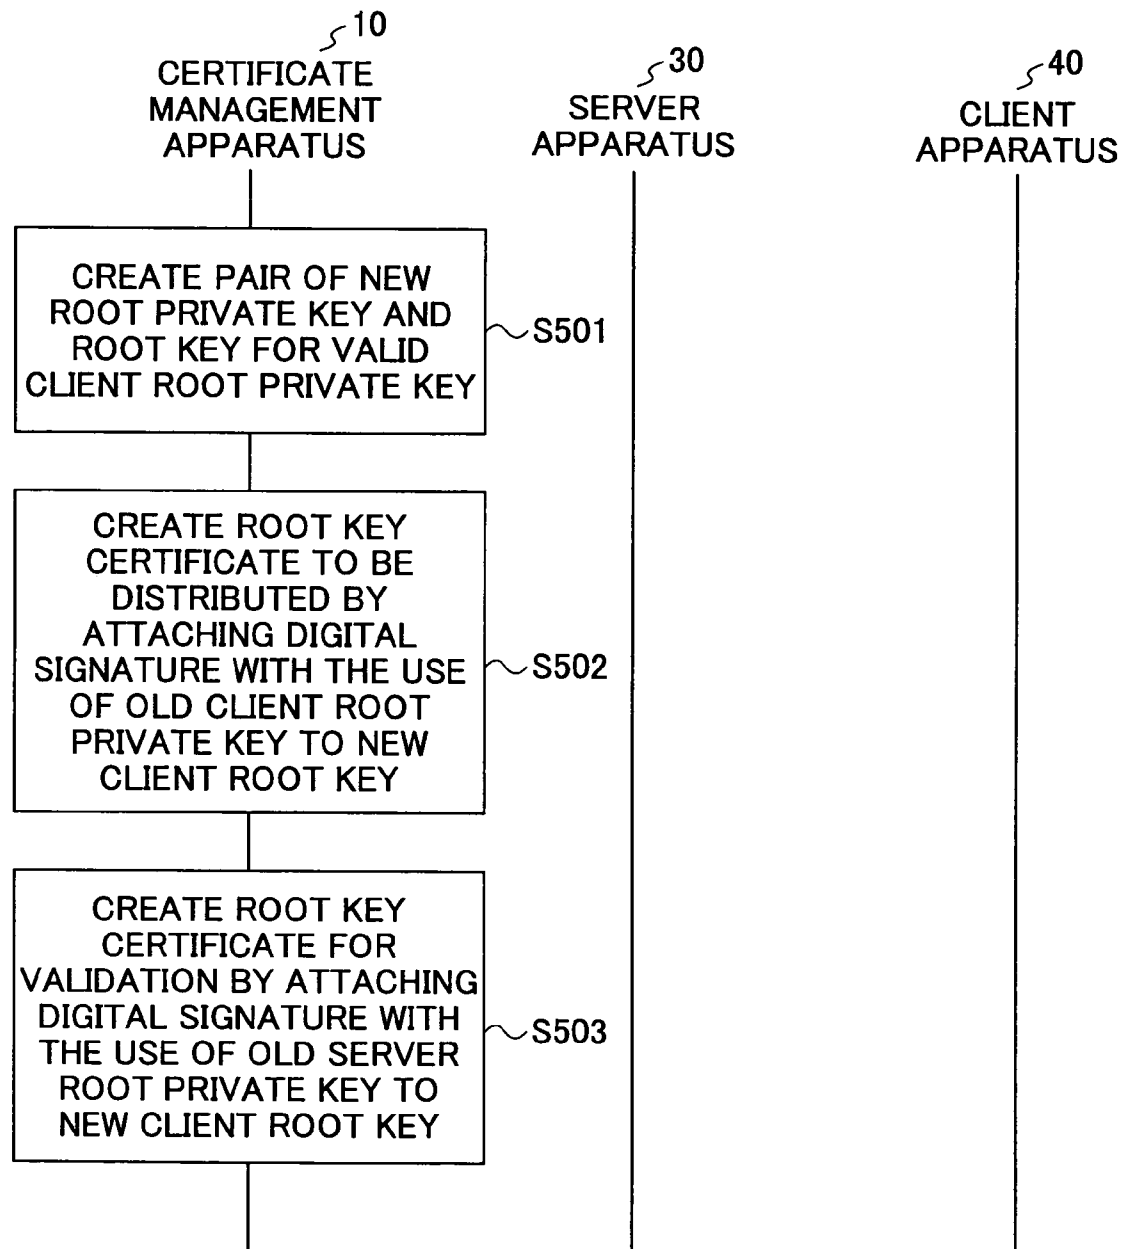 10
CERTIFICATE
MANAGEMENT
APPARATUS
30
SERVER
APPARATUS
40
CLIENT
APPARATUS
CREATE PAIR OF NEW
ROOT PRIVATE KEY AND
ROOT KEY FOR VALID
CLIENT ROOT PRIVATE KEY
S501
CREATE ROOT KEY
CERTIFICATE TO BE
DISTRIBUTED BY
ATTACHING DIGITAL
SIGNATURE WITH THE USE
OF OLD CLIENT ROOT
PRIVATE KEY TO NEW
CLIENT ROOT KEY
S502
CREATE ROOT KEY
CERTIFICATE FOR
VALIDATION BY ATTACHING
DIGITAL SIGNATURE WITH
THE USE OF OLD SERVER
ROOT PRIVATE KEY TO
NEW CLIENT ROOT KEY
S503